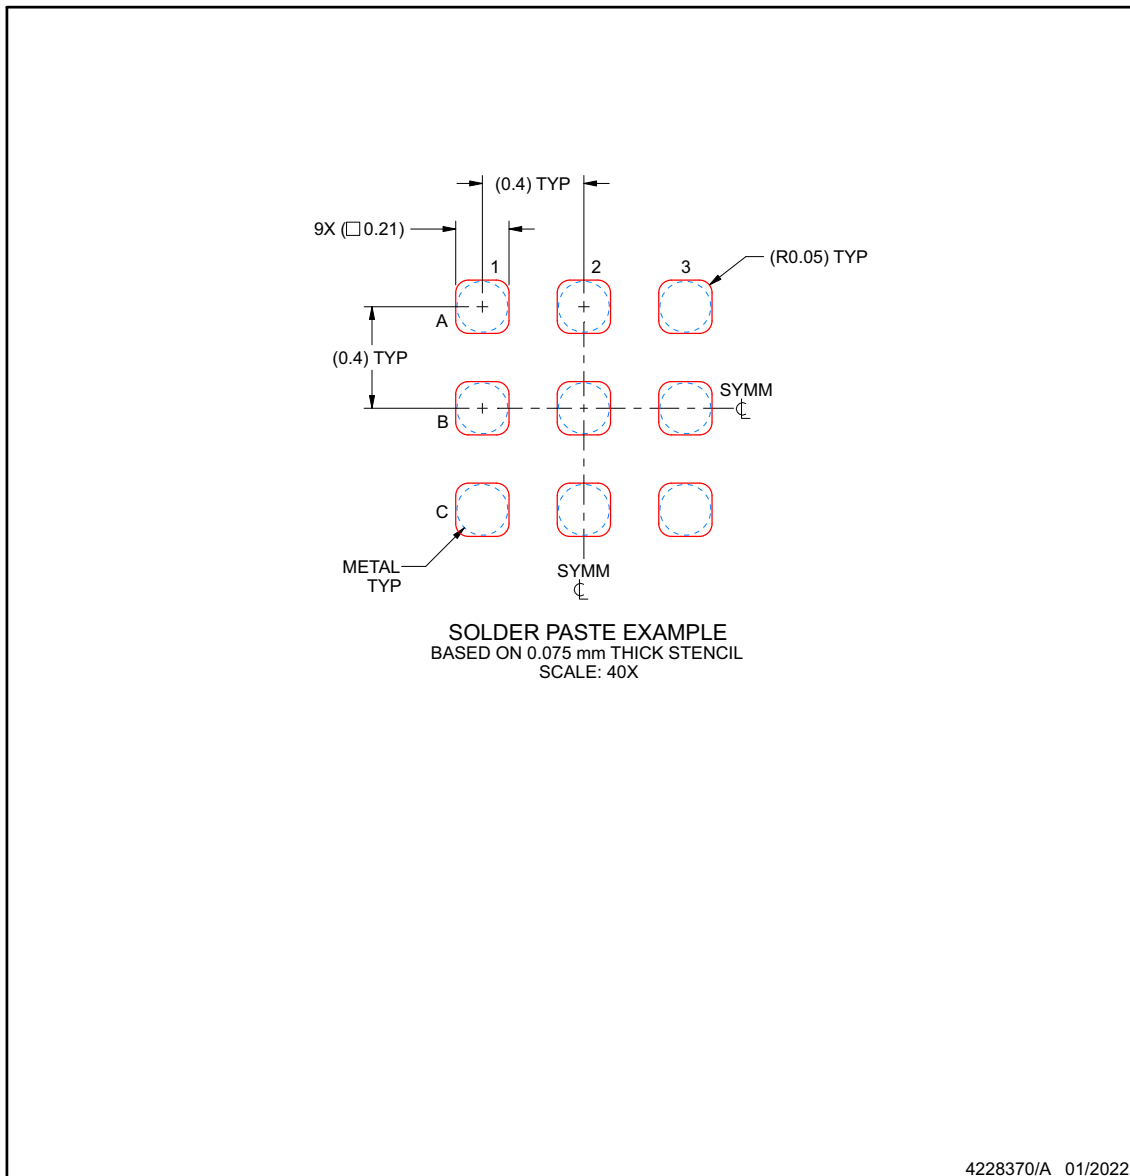 (0.4) TYP
9X (□ 0.21)
(R0.05) TYP
1
2
3
A
(0.4) TYP
SYMM
℄
B
C
METAL
TYP
SYMM
℄
SOLDER PASTE EXAMPLE
BASED ON 0.075 mm THICK STENCIL
SCALE: 40X
4228370/A 01/2022